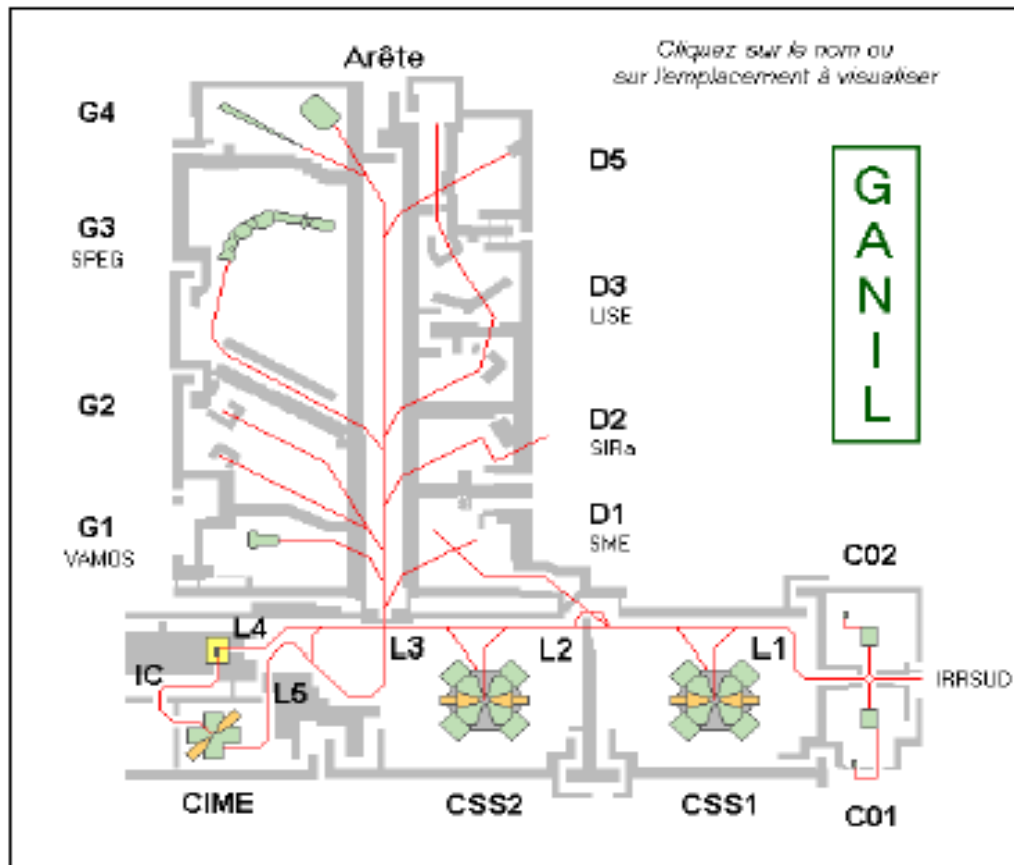 Arête
Cliquez sur le nom ou
sur l'emplacement à visualiser
G4
D5
G
A
N
I
L
G3
SPEG
D3
LISE
G2
D2
SIRa
G1
VAMOS
D1
SME
C02
L4
L3
L2
L1
IC
L5
IRRSUD
CIME
CSS2
CSS1
C01